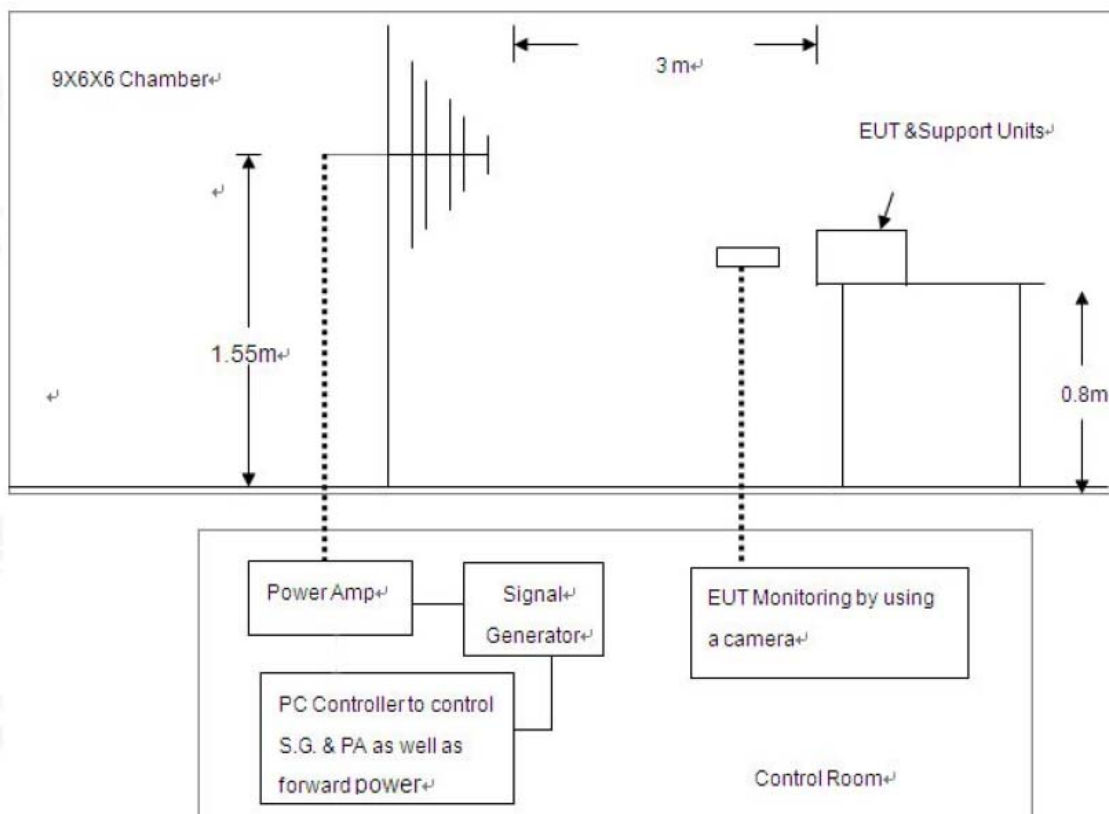 3 m↵
9X6X6 Chamber↵
EUT &Support Units↵
↵
1.55m↵
↵
0.8m
Power Amp↵
Signal↵
Generator↵
EUT Monitoring by using
a camera↵
PC Controller to control
S.G. & PA as well as
forward power↵
Control Room↵